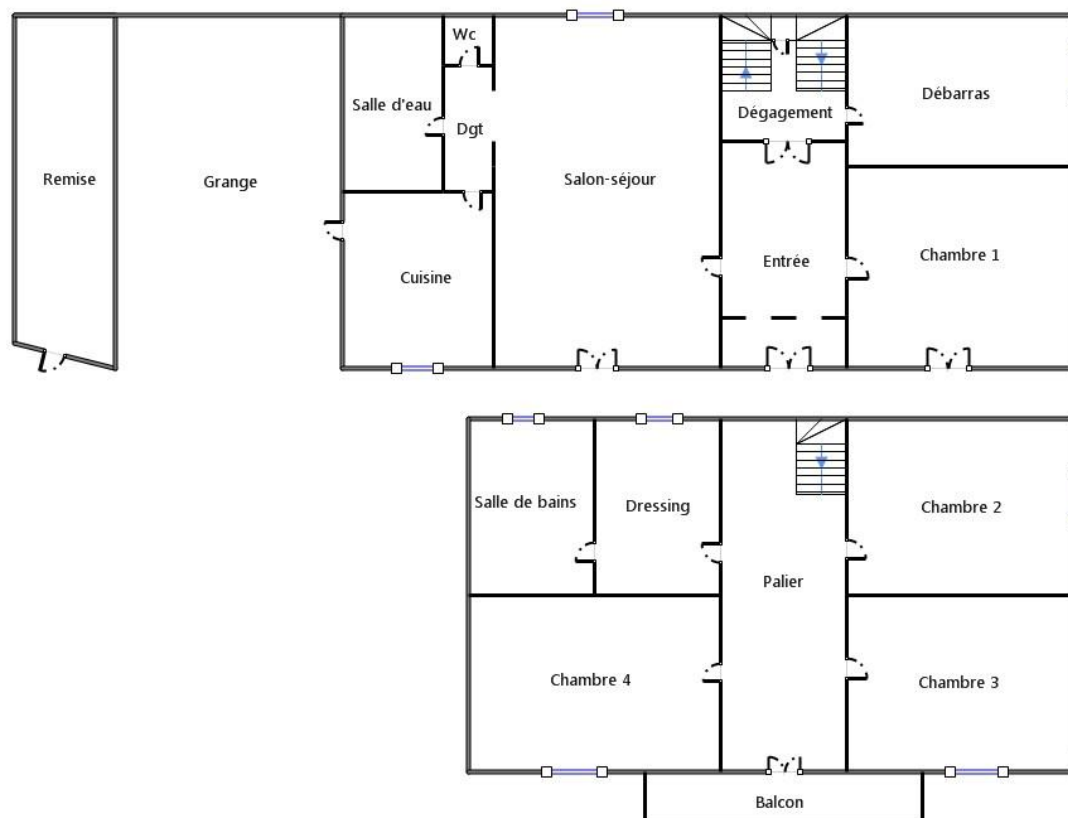 Wc
Salle d'eau
Débarras
Dégagement
Dgt
Remise
Grange
Salon-séjour
Entrée
Chambre 1
Cuisine
Salle de bains
Dressing
Chambre 2
Palier
Chambre 4
Chambre 3
Balcon